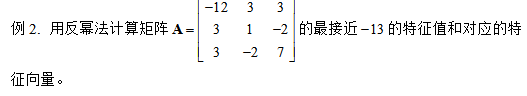 例 2. 用反幂法计算矩阵 A = [-12 3 3; 3 1 -2; 3 -2 7] 的最接近 -13 的特征值和对应的特
征向量。